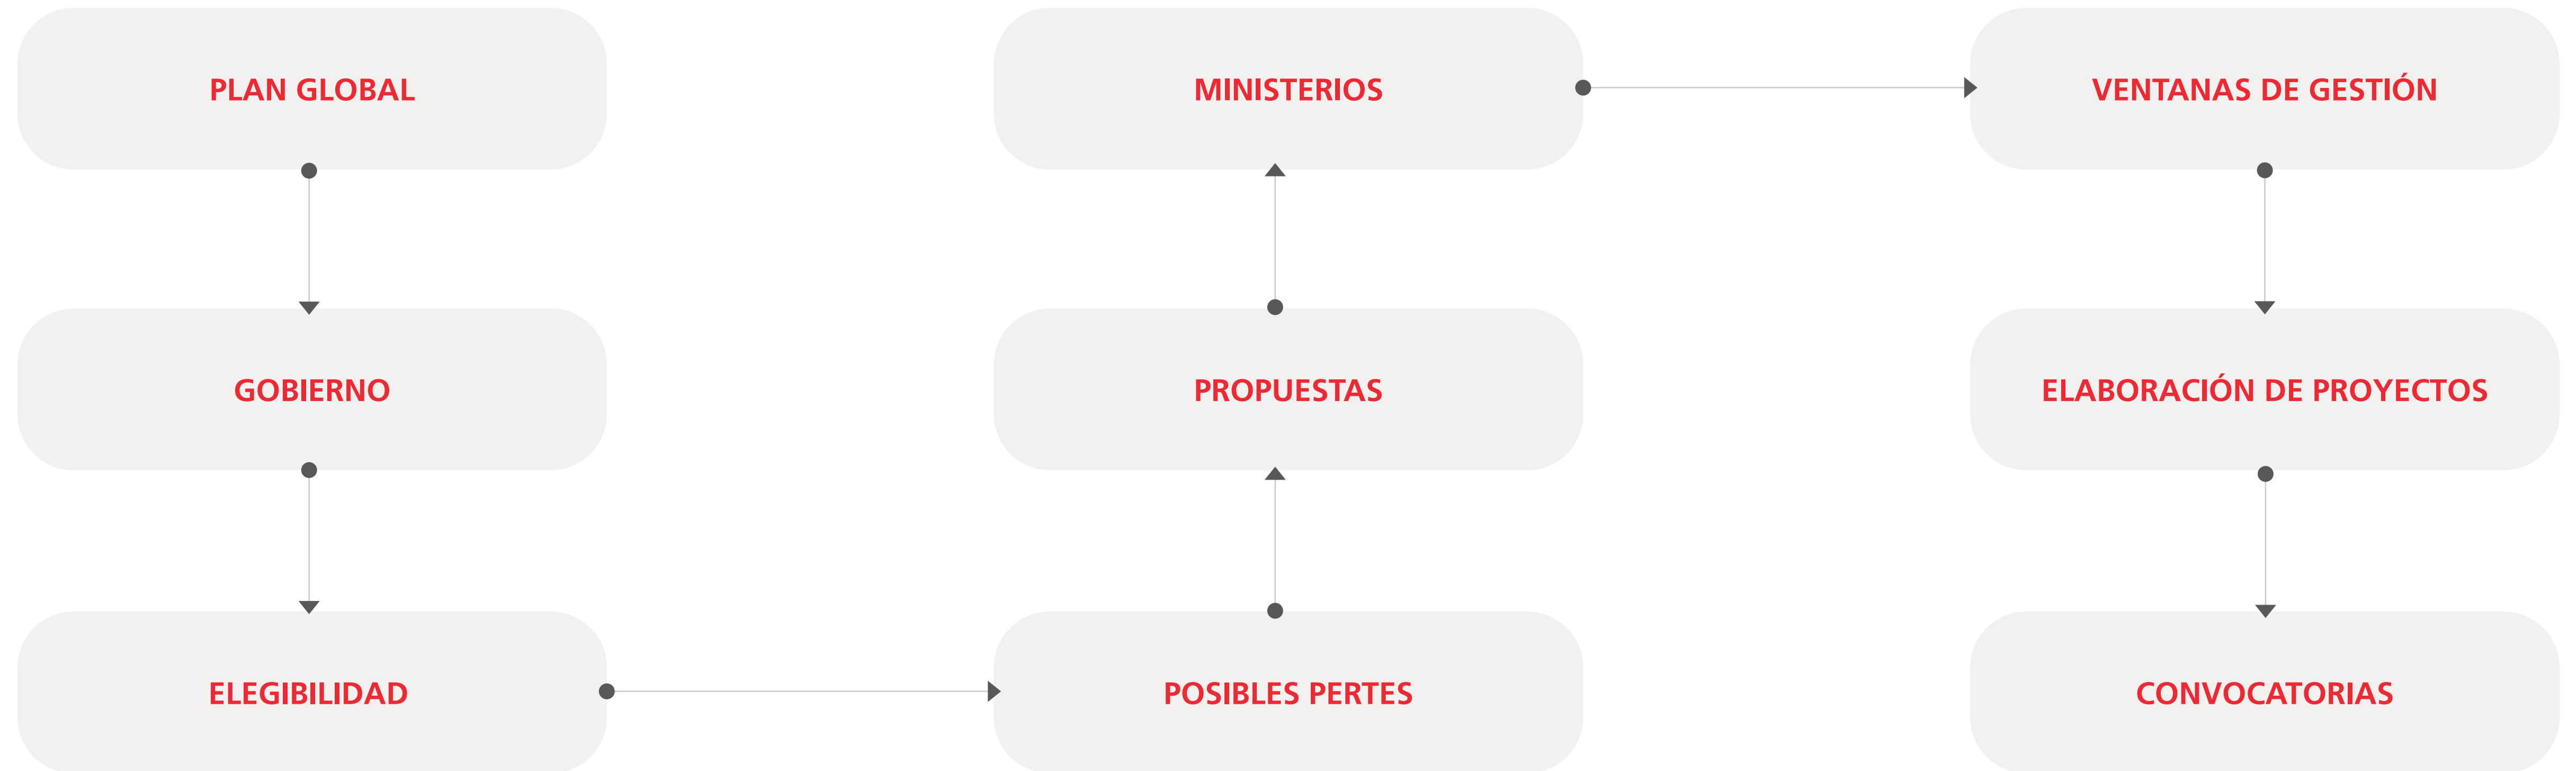 PLAN GLOBAL
GOBIERNO
ELEGIBILIDAD
POSIBLES PERTES
PROPUESTAS
MINISTERIOS
VENTANAS DE GESTIÓN
ELABORACIÓN DE PROYECTOS
CONVOCATORIAS